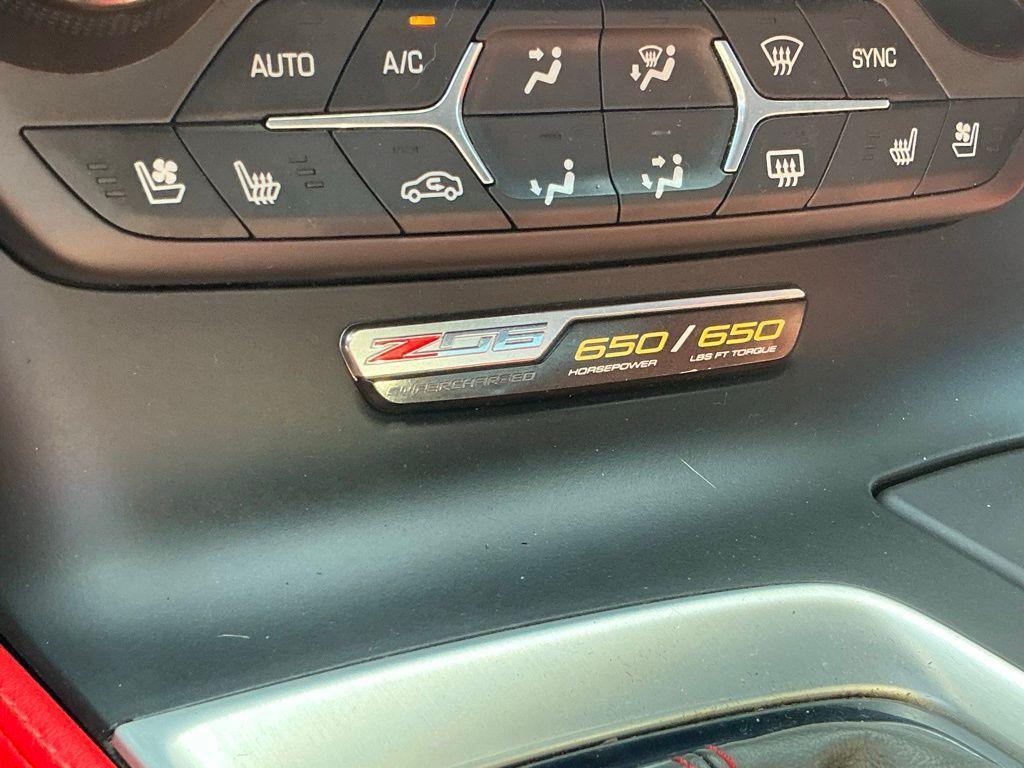 AUTO A/C SYNC
Z06 650 / 650
SUPERCHARGED HORSEPOWER LBS FT TORQUE